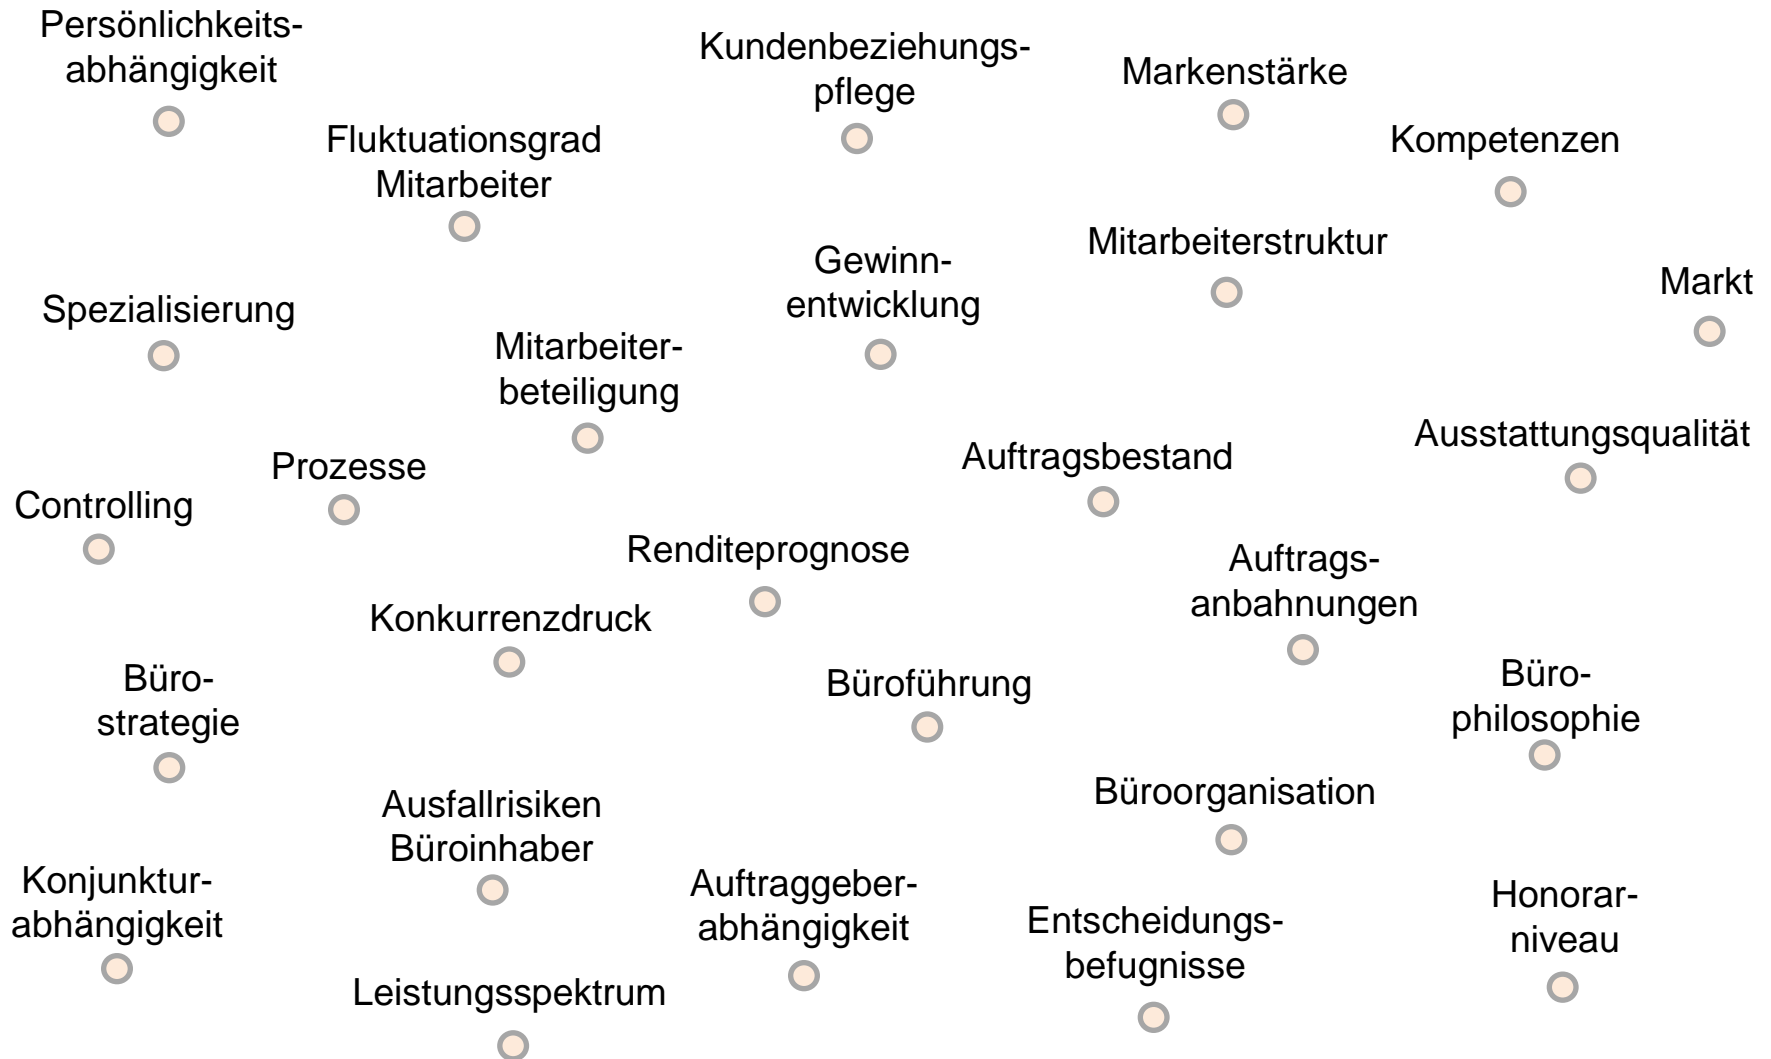 Persönlichkeits-
abhängigkeit
Kundenbeziehungs-
pflege
Markenstärke
Kompetenzen
Fluktuationsgrad
Mitarbeiter
Mitarbeiterstruktur
Gewinn-
entwicklung
Markt
Spezialisierung
Mitarbeiter-
beteiligung
Ausstattungsqualität
Auftragsbestand
Prozesse
Controlling
Renditeprognose
Auftrags-
anbahnungen
Konkurrenzdruck
Büro-
strategie
Büroführung
Büro-
philosophie
Büroorganisation
Ausfallrisiken
Büroinhaber
Konjunktur-
abhängigkeit
Auftraggeber-
abhängigkeit
Entscheidungs-
befugnisse
Honorar-
niveau
Leistungsspektrum